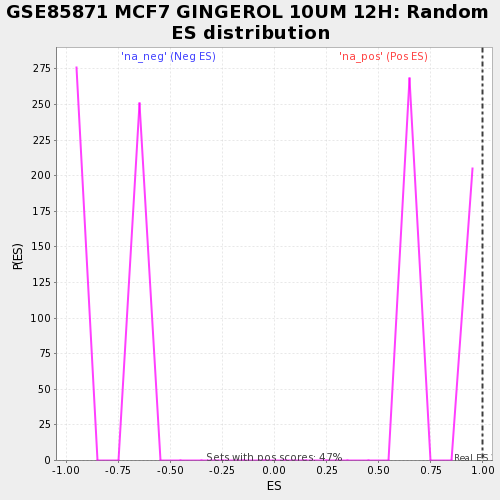 GSE85871 MCF7 GINGEROL 10UM 12H: Random
ES distribution
'na_neg' (Neg ES)
'na_pos' (Pos ES)
275
250
225
200
175
150
125
100
75
50
25
0
P(ES)
Sets with pos scores: 47%
Real ES
-1.00 -0.75 -0.50 -0.25 0.00 0.25 0.50 0.75 1.00
ES